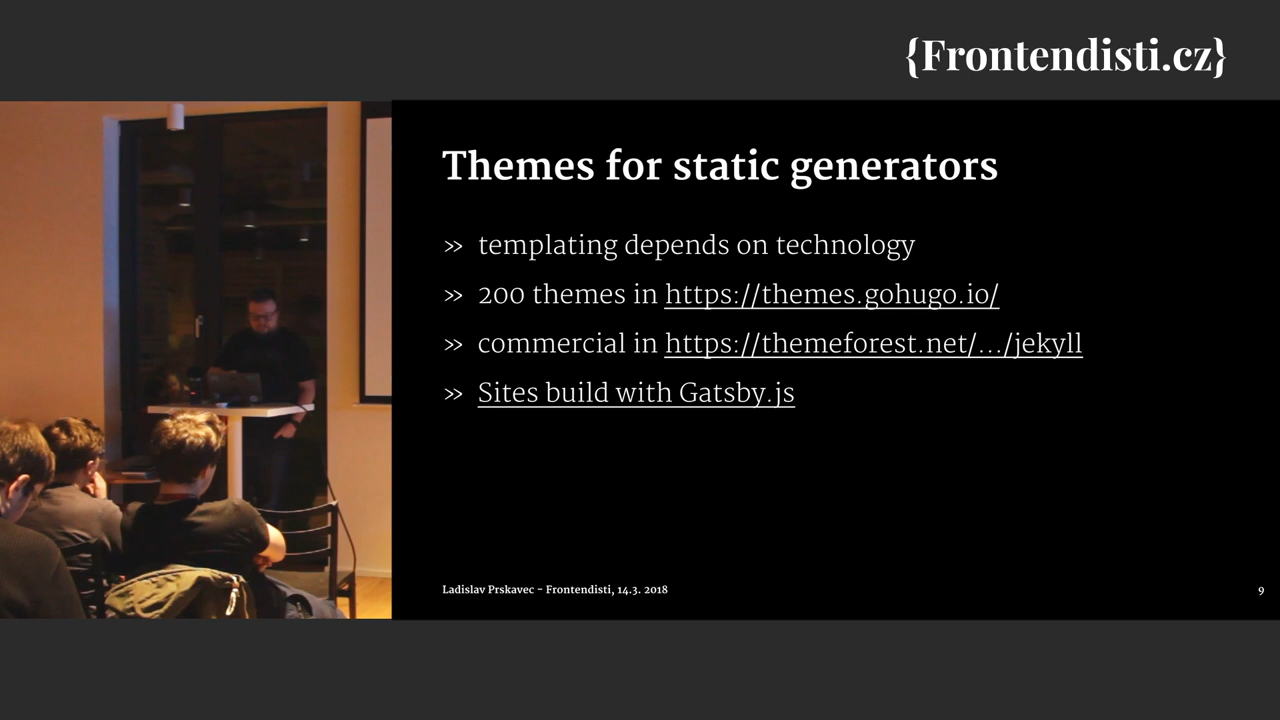 {Frontendisti.cz}
Themes for static generators
» templating depends on technology
» 200 themes in https://themes.gohugo.io/
» commercial in https://themeforest.net/.../jekyll
» Sites build with Gatsby.js
Ladislav Prskavec - Frontendisti, 14.3. 2018
9